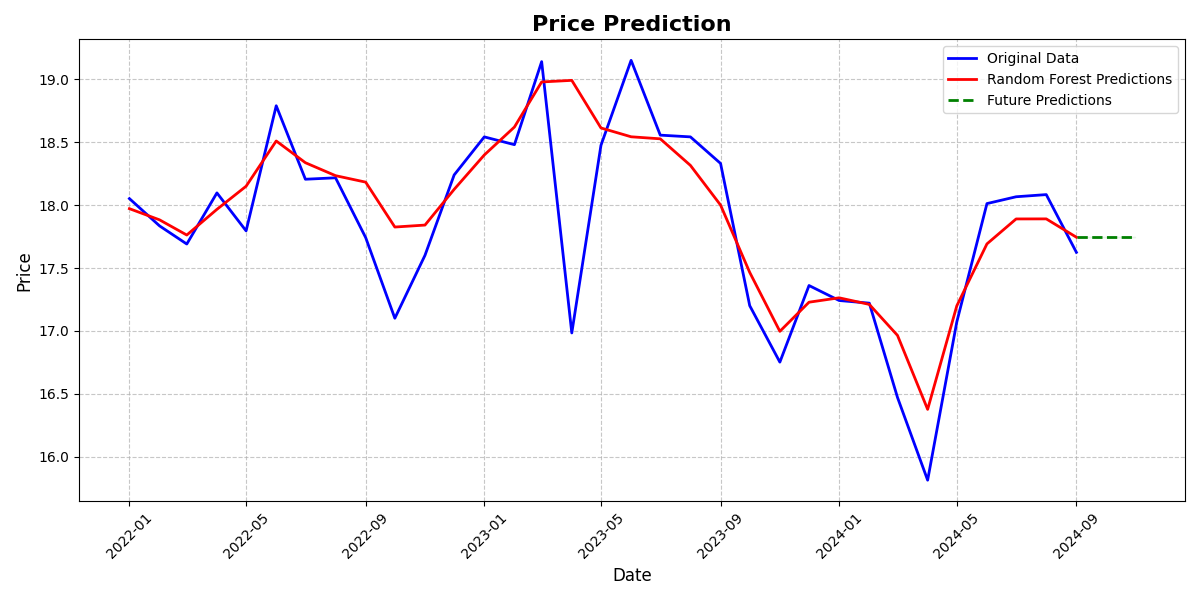 Price Prediction
Original Data
Random Forest Predictions
Future Predictions
Price
19.0
18.5
18.0
17.5
17.0
16.5
16.0
2022-01
2022-05
2022-09
2023-01
2023-05
2023-09
2024-01
2024-05
2024-09
Date